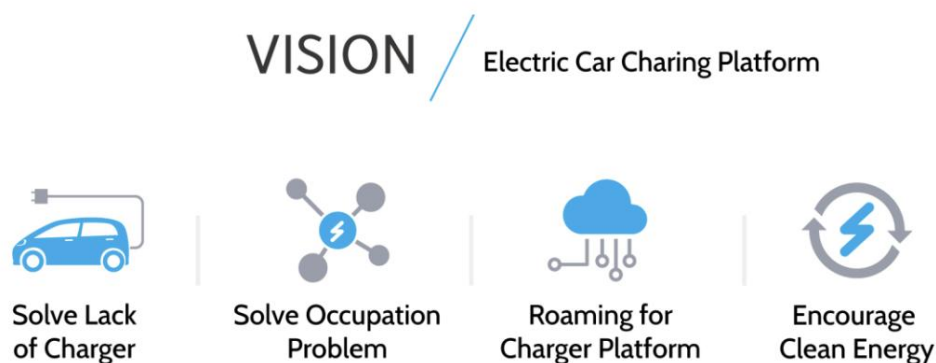 VISION / Electric Car Charing Platform
Solve Lack
of Charger
Solve Occupation
Problem
Roaming for
Charger Platform
Encourage
Clean Energy